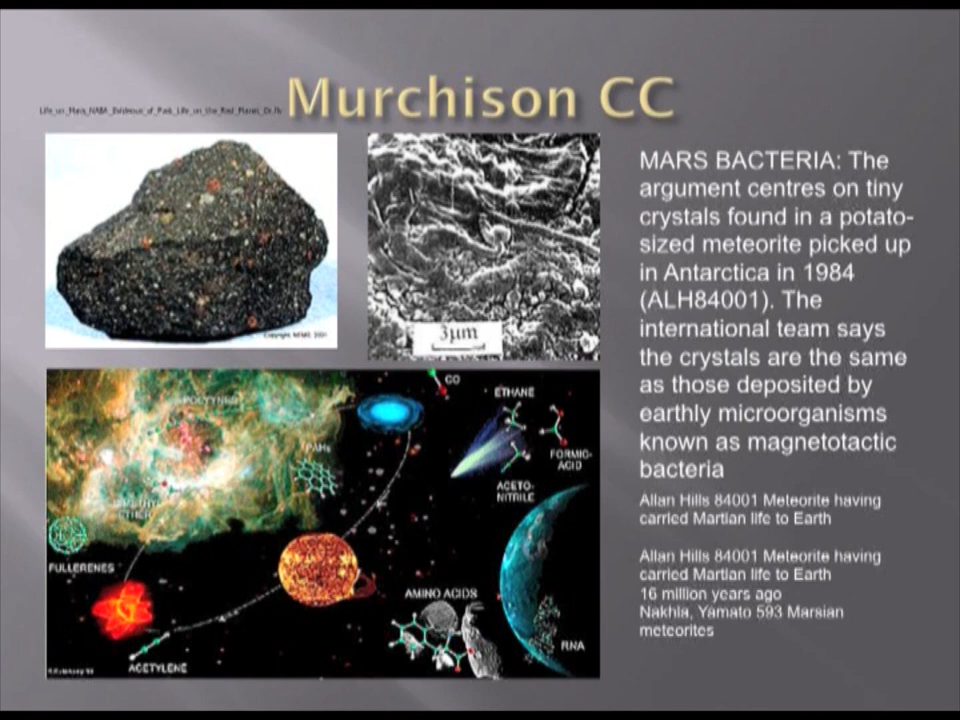 Murchison CC
MARS BACTERIA: The
argument centres on tiny
crystals found in a potato-
sized meteorite picked up
in Antarctica in 1984
(ALH84001). The
international team says
the crystals are the same
as those deposited by
earthly microorganisms
known as magnetotactic
bacteria
Allan Hills 84001 Meteorite having
carried Martian life to Earth
Allan Hills 84001 Meteorite having
carried Martian life to Earth
16 million years ago
Nakhla, Yamato 593 Marsian
meteorites
3µm
CO
ETHANE
POLYYNES
PAHs
FORMIC-
ACID
ACETO-
NITRILE
FULLERENES
AMINO ACIDS
RNA
ACETYLENE